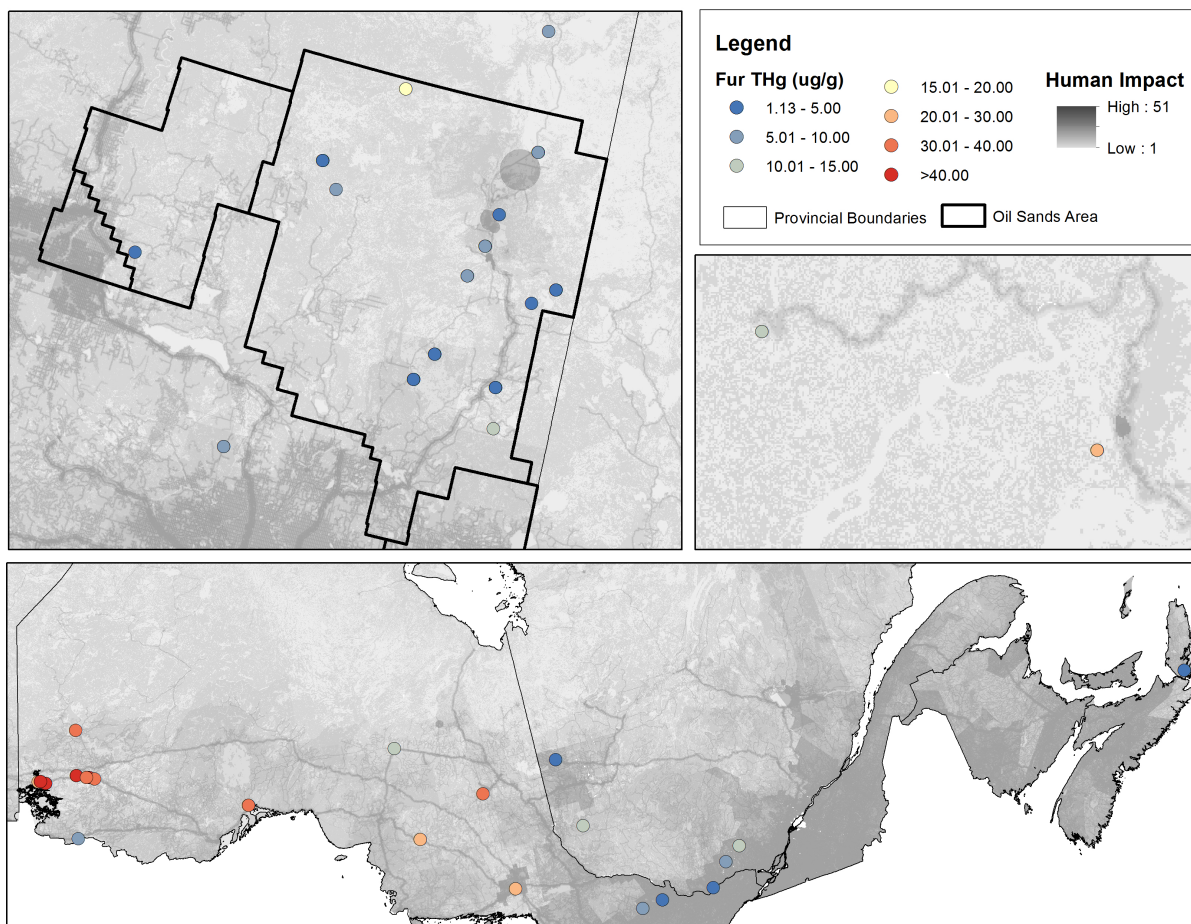 Legend
Fur THg (ug/g)
1.13 - 5.00
5.01 - 10.00
10.01 - 15.00
15.01 - 20.00
20.01 - 30.00
30.01 - 40.00
>40.00
Human Impact
High : 51
Low : 1
Provincial Boundaries
Oil Sands Area